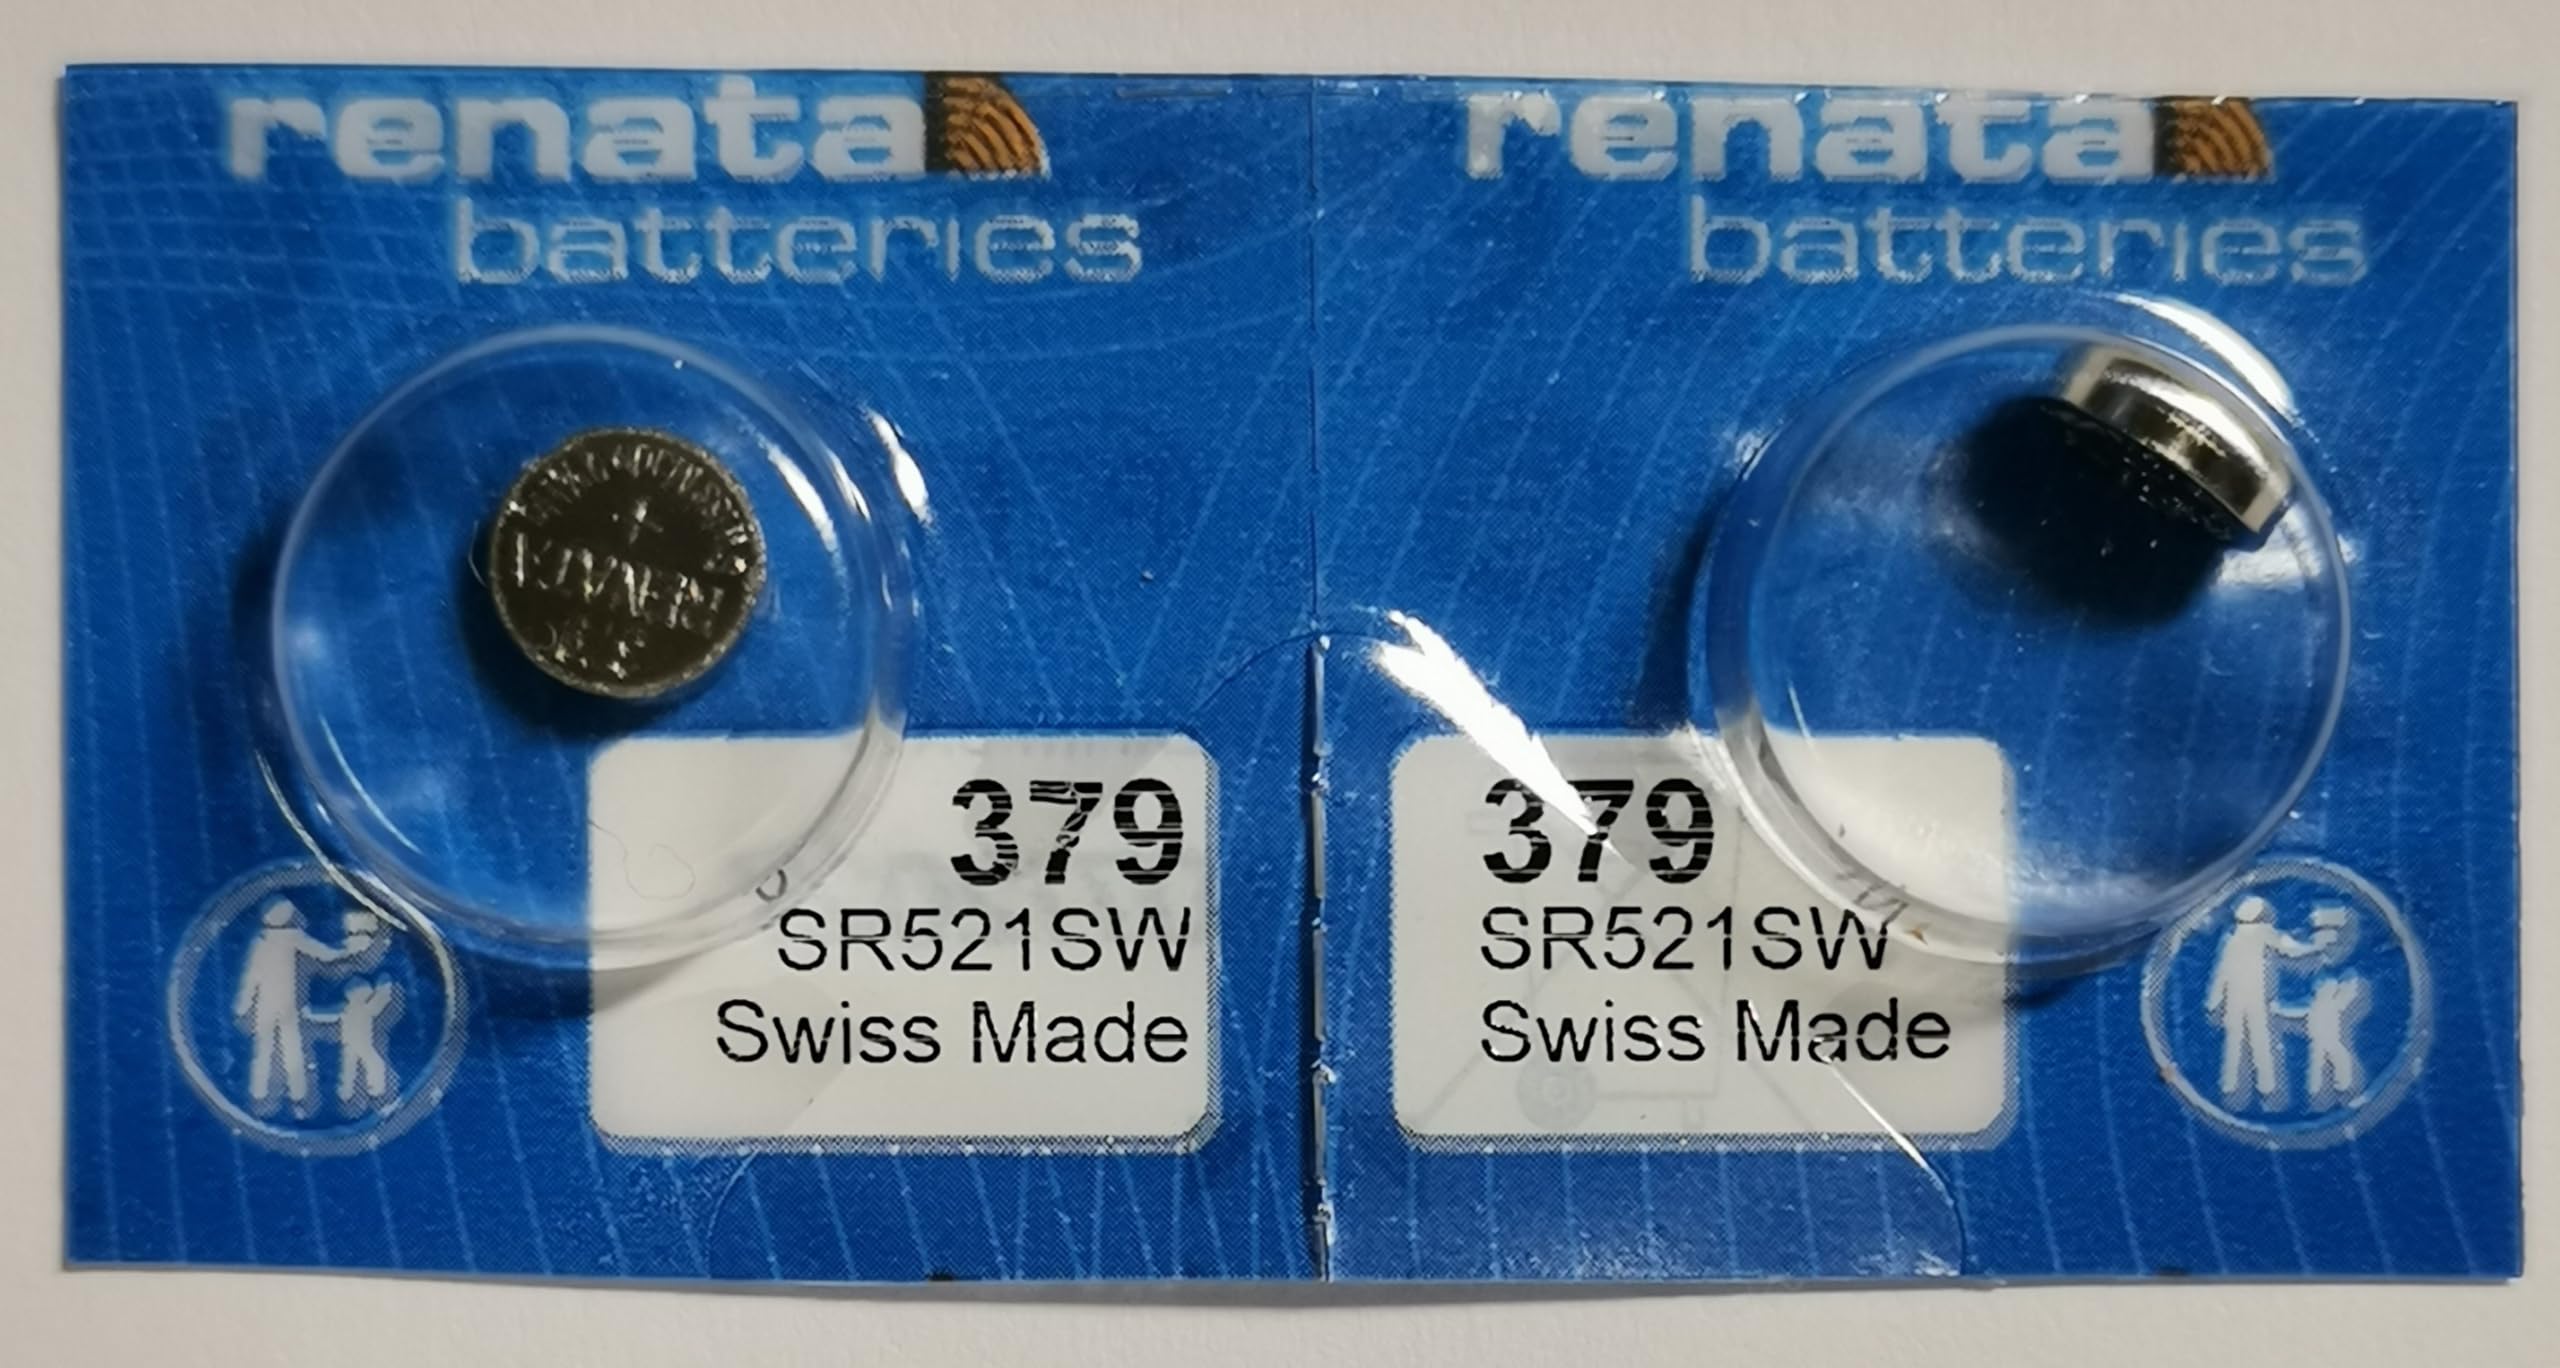 renata
batteries
379
SR521SW
Swiss Made
renata
batteries
379
SR521SW
Swiss Made